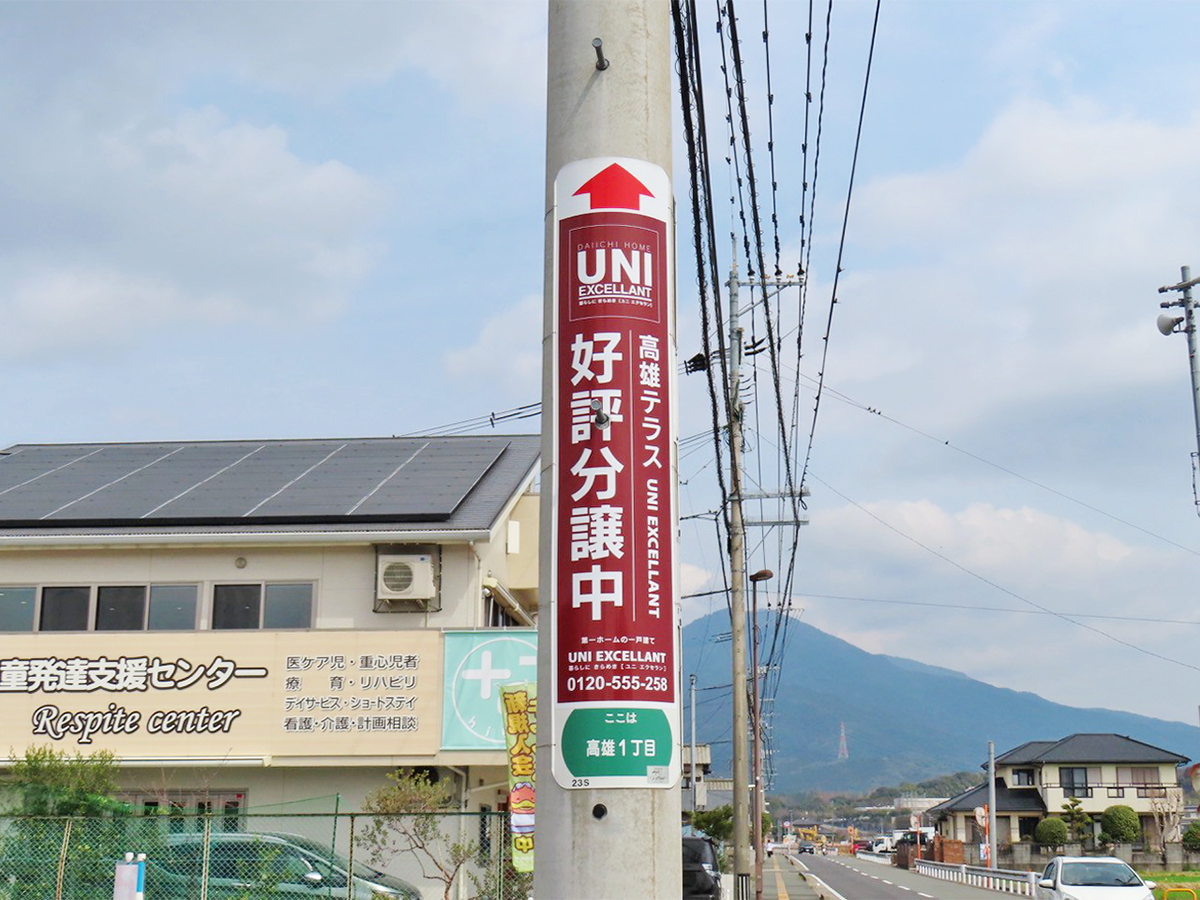 DAIICHI HOME
UNI
EXCELLANT
暮らしに きらめき [ユニ エクセラン]
高雄テラス UNI EXCELLANT
好評分譲中
第一ホームの一戸建て
UNI EXCELLANT
暮らしに きらめき [ユニ エクセラン]
0120-555-258
ここは
高雄1丁目
23S
童発達支援センター
Respite center
医ケア児・重心児者
療 育・リハビリ
デイサービス・ショートステイ
看護・介護・計画相談